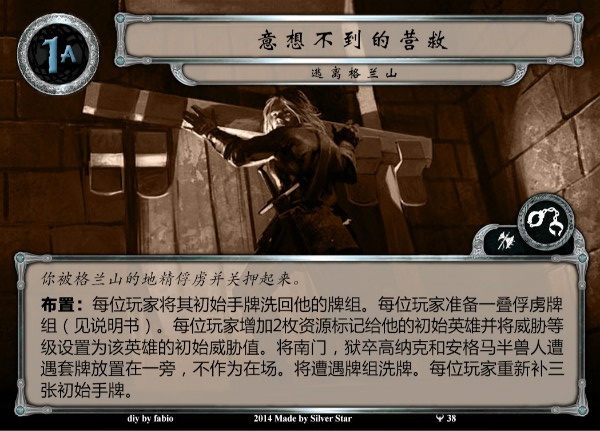 1A
意想不到的营救
逃离格兰山
你被格兰山的地精俘虏并关押起来。
布置：每位玩家将其初始手牌洗回他的牌组。每位玩家准备一叠俘虏牌
组（见说明书）。每位玩家增加2枚资源标记给他的初始英雄并将威胁等
级设置为该英雄的初始威胁值。将南门，狱卒高纳克和安格马半兽人遭
遇套牌放置在一旁，不作为在场。将遭遇牌组洗牌。每位玩家重新补三
张初始手牌。
diy by fabio 2014 Made by Silver Star 38